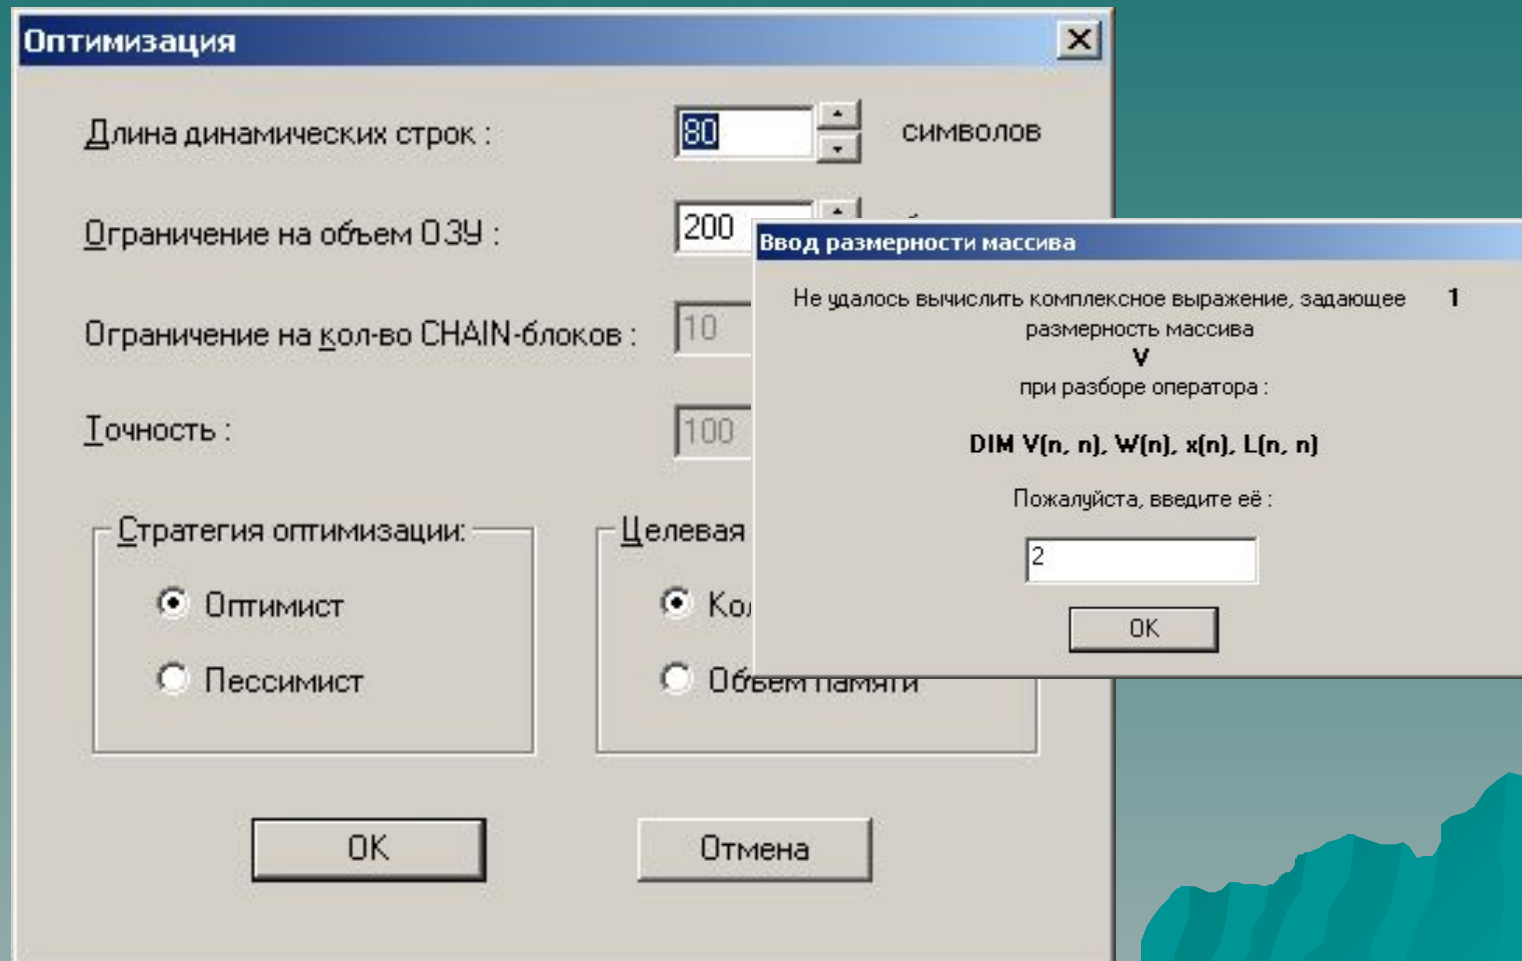 Оптимизация
Длина динамических строк : 80 символов
Ограничение на объем ОЗУ : 200
Ограничение на кол-во CHAIN-блоков : 10
Точность : 100
Стратегия оптимизации:
Оптимист
Пессимист
Целевая
Объем памяти
OK
Отмена
Ввод размерности массива
Не удалось вычислить комплексное выражение, задающее 1
размерность массива
V
при разборе оператора :
DIM V(n, n), W(n), x(n), L(n, n)
Пожалуйста, введите её :
2
OK